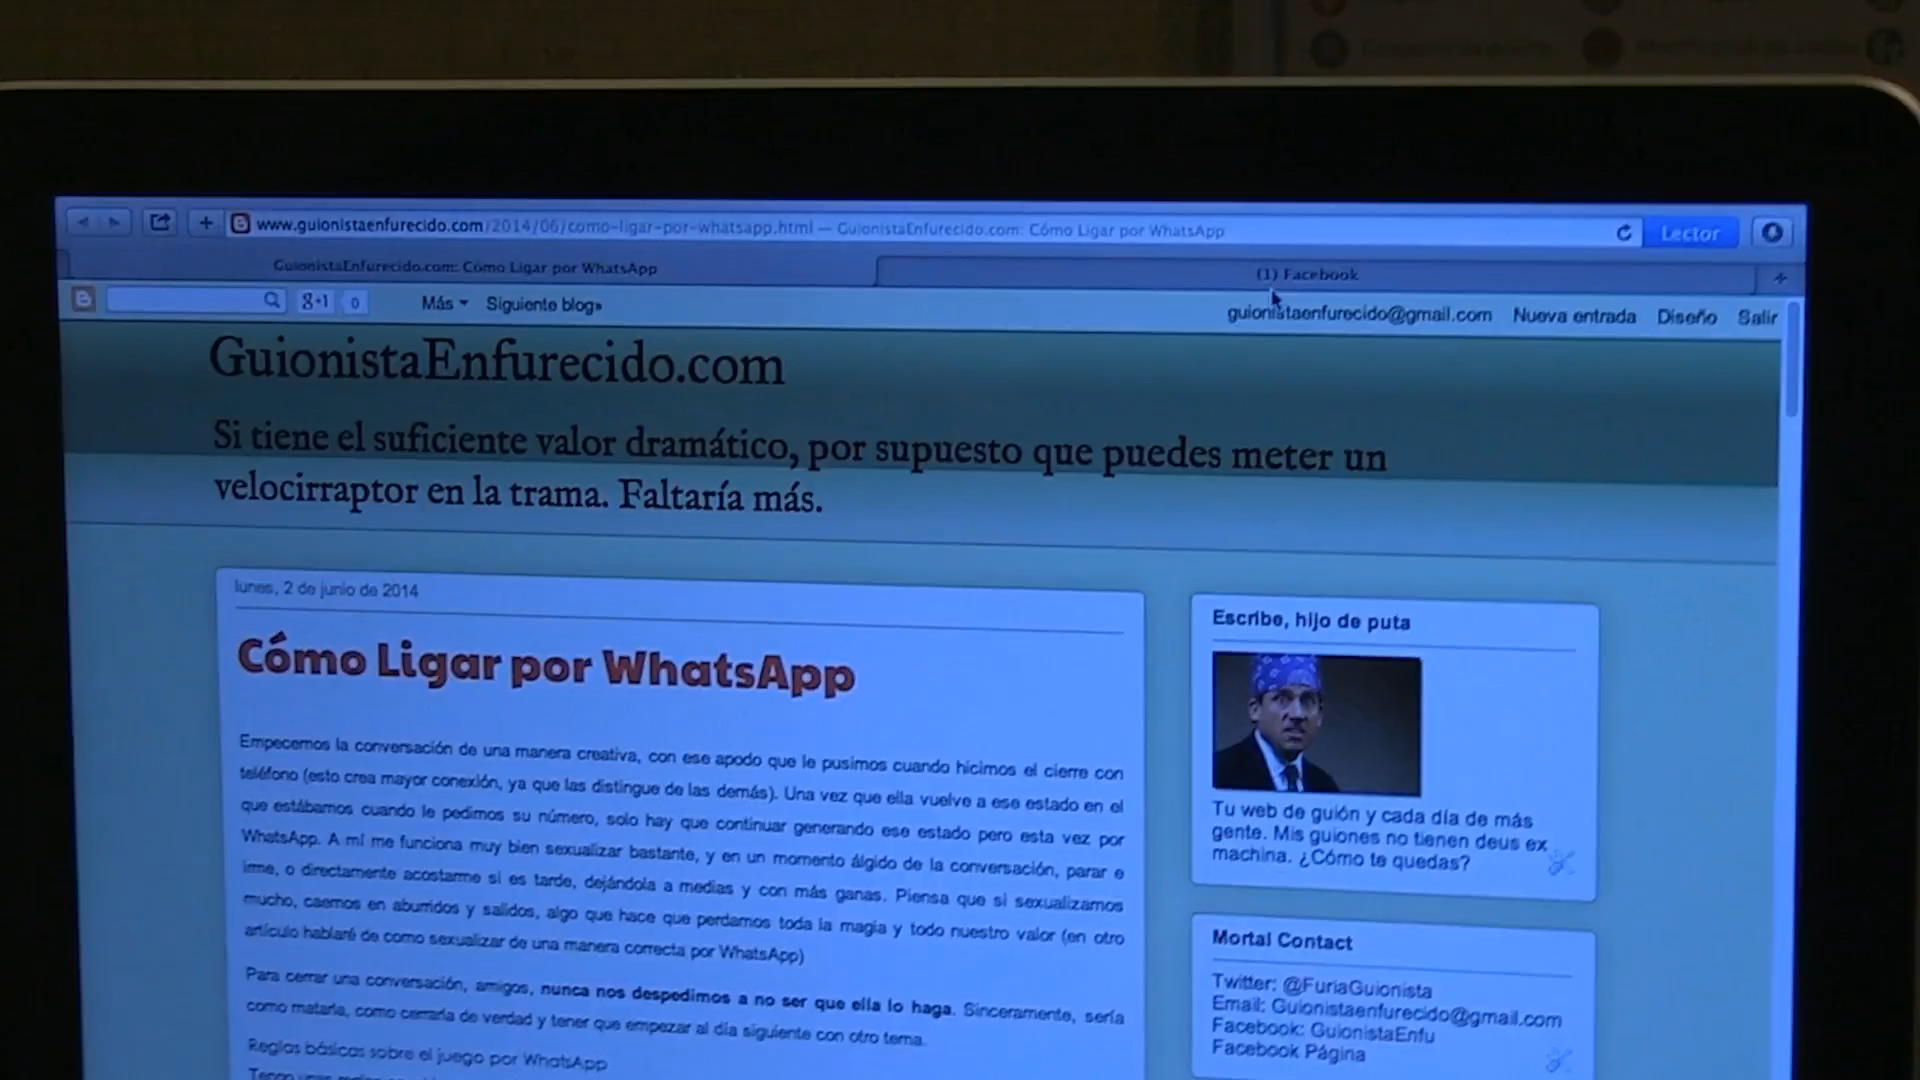 www.guionistaenfurecido.com/2014/06/como-ligar-por-whatsapp.html — GuionistaEnfurecido.com: Cómo Ligar por WhatsApp
Lector
GuionistaEnfurecido.com: Cómo Ligar por WhatsApp
(1) Facebook
g+1
0
Más
Siguiente blog»
guionistaenfurecido@gmail.com
Nueva entrada
Diseño
Salir
GuionistaEnfurecido.com
Si tiene el suficiente valor dramático, por supuesto que puedes meter un
velocirraptor en la trama. Faltaría más.
lunes, 2 de junio de 2014
Cómo Ligar por WhatsApp
Empecemos la conversación de una manera creativa, con ese apodo que le pusimos cuando hicimos el cierre con
teléfono (esto crea mayor conexión, ya que las distingue de las demás). Una vez que ella vuelve a ese estado en el
que estábamos cuando le pedimos su número, solo hay que continuar generando ese estado pero esta vez por
WhatsApp. A mí me funciona muy bien sexualizar bastante, y en un momento álgido de la conversación, parar e
irme, o directamente acostarme si es tarde, dejándola a medias y con más ganas. Piensa que si sexualizamos
mucho, caemos en aburridos y salidos, algo que hace que perdamos toda la magia y todo nuestro valor (en otro
artículo hablaré de como sexualizar de una manera correcta por WhatsApp)
Para cerrar una conversación, amigos, nunca nos despedimos a no ser que ella lo haga. Sinceramente, sería
como matarla, como cerrarla de verdad y tener que empezar al día siguiente con otro tema.
Reglas básicas sobre el juego por WhatsApp
Escribe, hijo de puta
Tu web de guión y cada día de más
gente. Mis guiones no tienen deus ex
machina. ¿Cómo te quedas?
Mortal Contact
Twitter: @FuriaGuionista
Email: Guionistaenfurecido@gmail.com
Facebook: GuionistaEnfu
Facebook Página